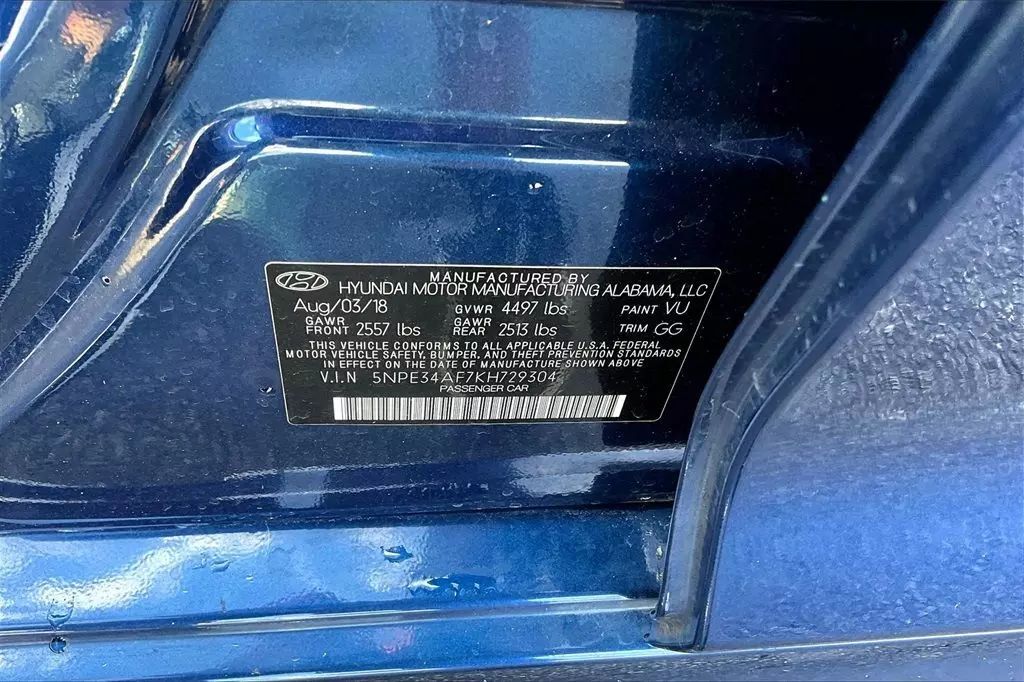 MANUFACTURED BY
HYUNDAI MOTOR MANUFACTURING ALABAMA, LLC
Aug/03/18 GVWR 4497 lbs PAINT VU
GAWR FRONT 2557 lbs GAWR REAR 2513 lbs TRIM GG
THIS VEHICLE CONFORMS TO ALL APPLICABLE U.S.A. FEDERAL
MOTOR VEHICLE SAFETY, BUMPER, AND THEFT PREVENTION STANDARDS
IN EFFECT ON THE DATE OF MANUFACTURE SHOWN ABOVE
V.I.N 5NPE34AF7KH729304
PASSENGER CAR